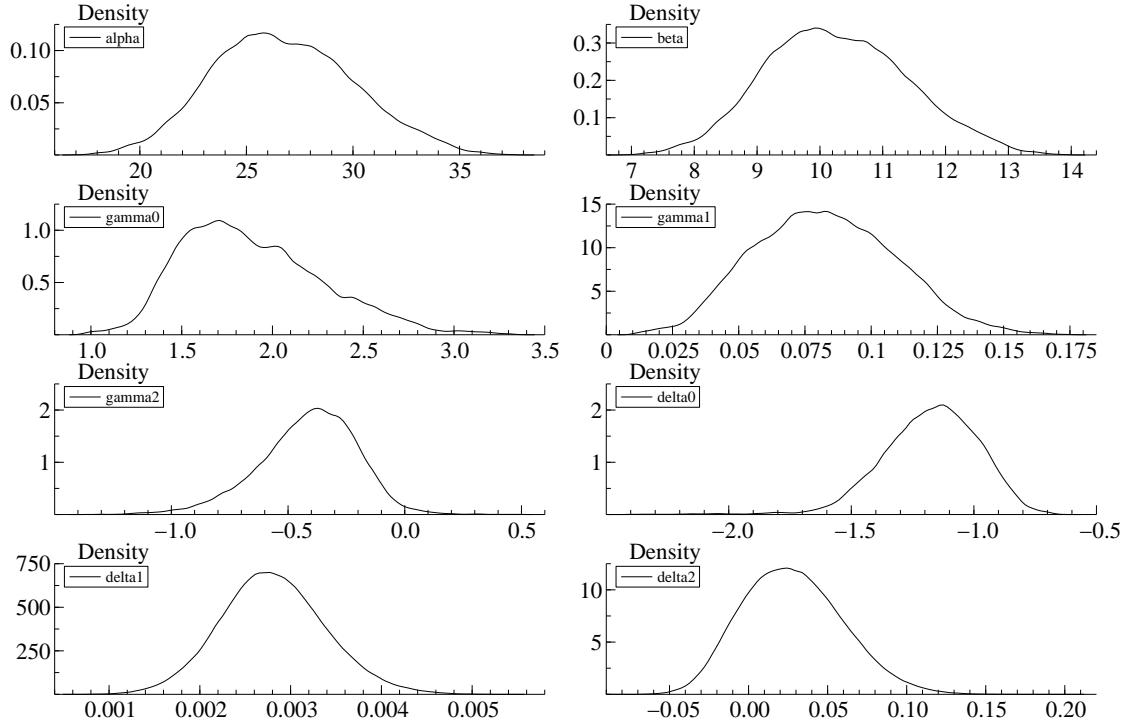 Density
alpha
0.10
0.05
20 25 30 35
Density
beta
0.3
0.2
0.1
7 8 9 10 11 12 13 14
Density
gamma0
1.0
0.5
1.0 1.5 2.0 2.5 3.0 3.5
Density
gamma1
15
10
5
0 0.025 0.05 0.075 0.1 0.125 0.15 0.175
Density
gamma2
2
1
−1.0 −0.5 0.0 0.5
Density
delta0
2
1
−2.0 −1.5 −1.0 −0.5
Density
delta1
750
500
250
0.001 0.002 0.003 0.004 0.005
Density
delta2
10
5
−0.05 0.00 0.05 0.10 0.15 0.20